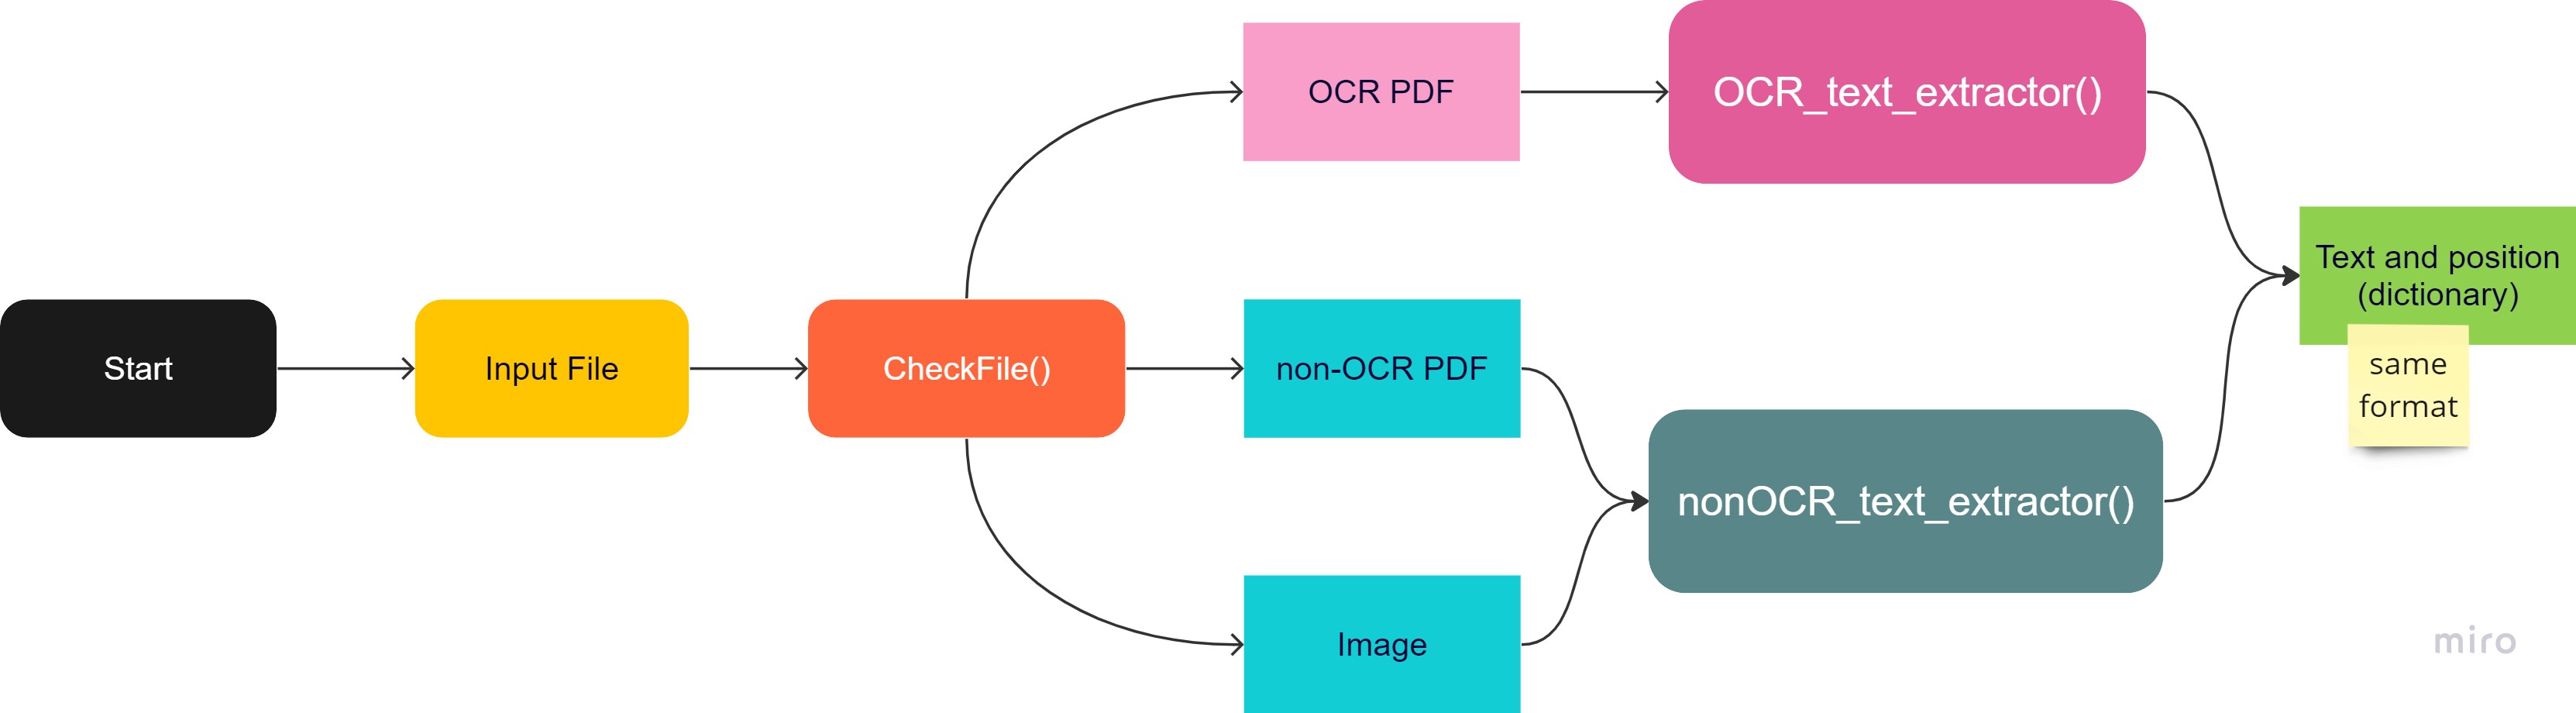 Start
Input File
CheckFile()
OCR PDF
non-OCR PDF
Image
OCR_text_extractor()
nonOCR_text_extractor()
Text and position
(dictionary)
same
format
miro